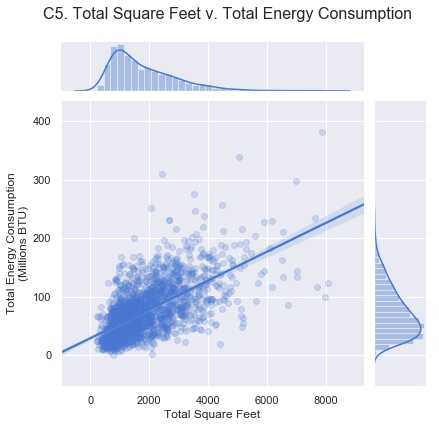 C5. Total Square Feet v. Total Energy Consumption
400
300
200
100
0
Total Energy Consumption
(Millions BTU)
0 2000 4000 6000 8000
Total Square Feet